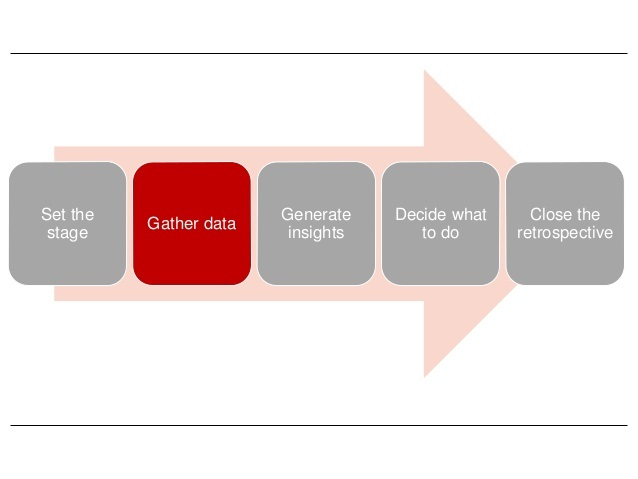 Set the
stage
Gather data
Generate
insights
Decide what
to do
Close the
retrospective